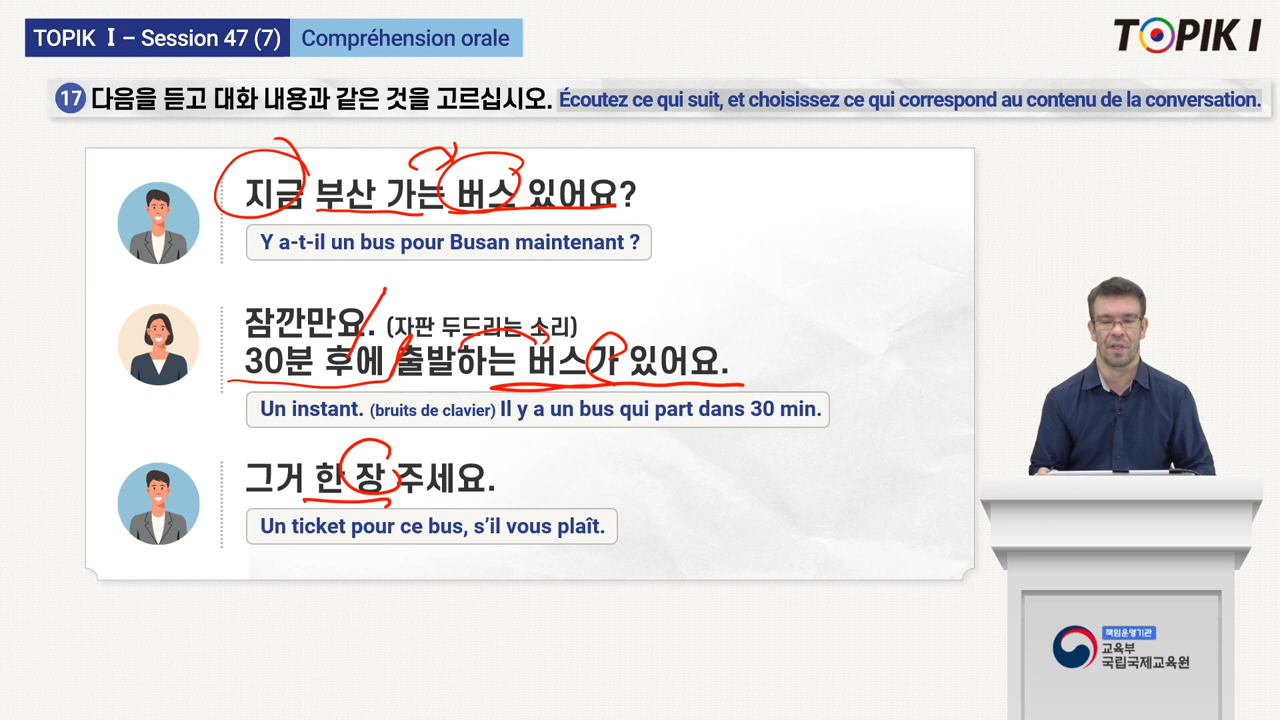 TOPIK Ⅰ – Session 47 (7)
Compréhension orale
TOPIK I
17 다음을 듣고 대화 내용과 같은 것을 고르십시오. Écoutez ce qui suit, et choisissez ce qui correspond au contenu de la conversation.
지금 부산 가는 버스 있어요?
Y a-t-il un bus pour Busan maintenant ?
잠깐만요. (자판 두드리는 소리)
30분 후에 출발하는 버스가 있어요.
Un instant. (bruits de clavier) Il y a un bus qui part dans 30 min.
그거 한 장 주세요.
Un ticket pour ce bus, s’il vous plaît.
책임운영기관
교육부
국립국제교육원